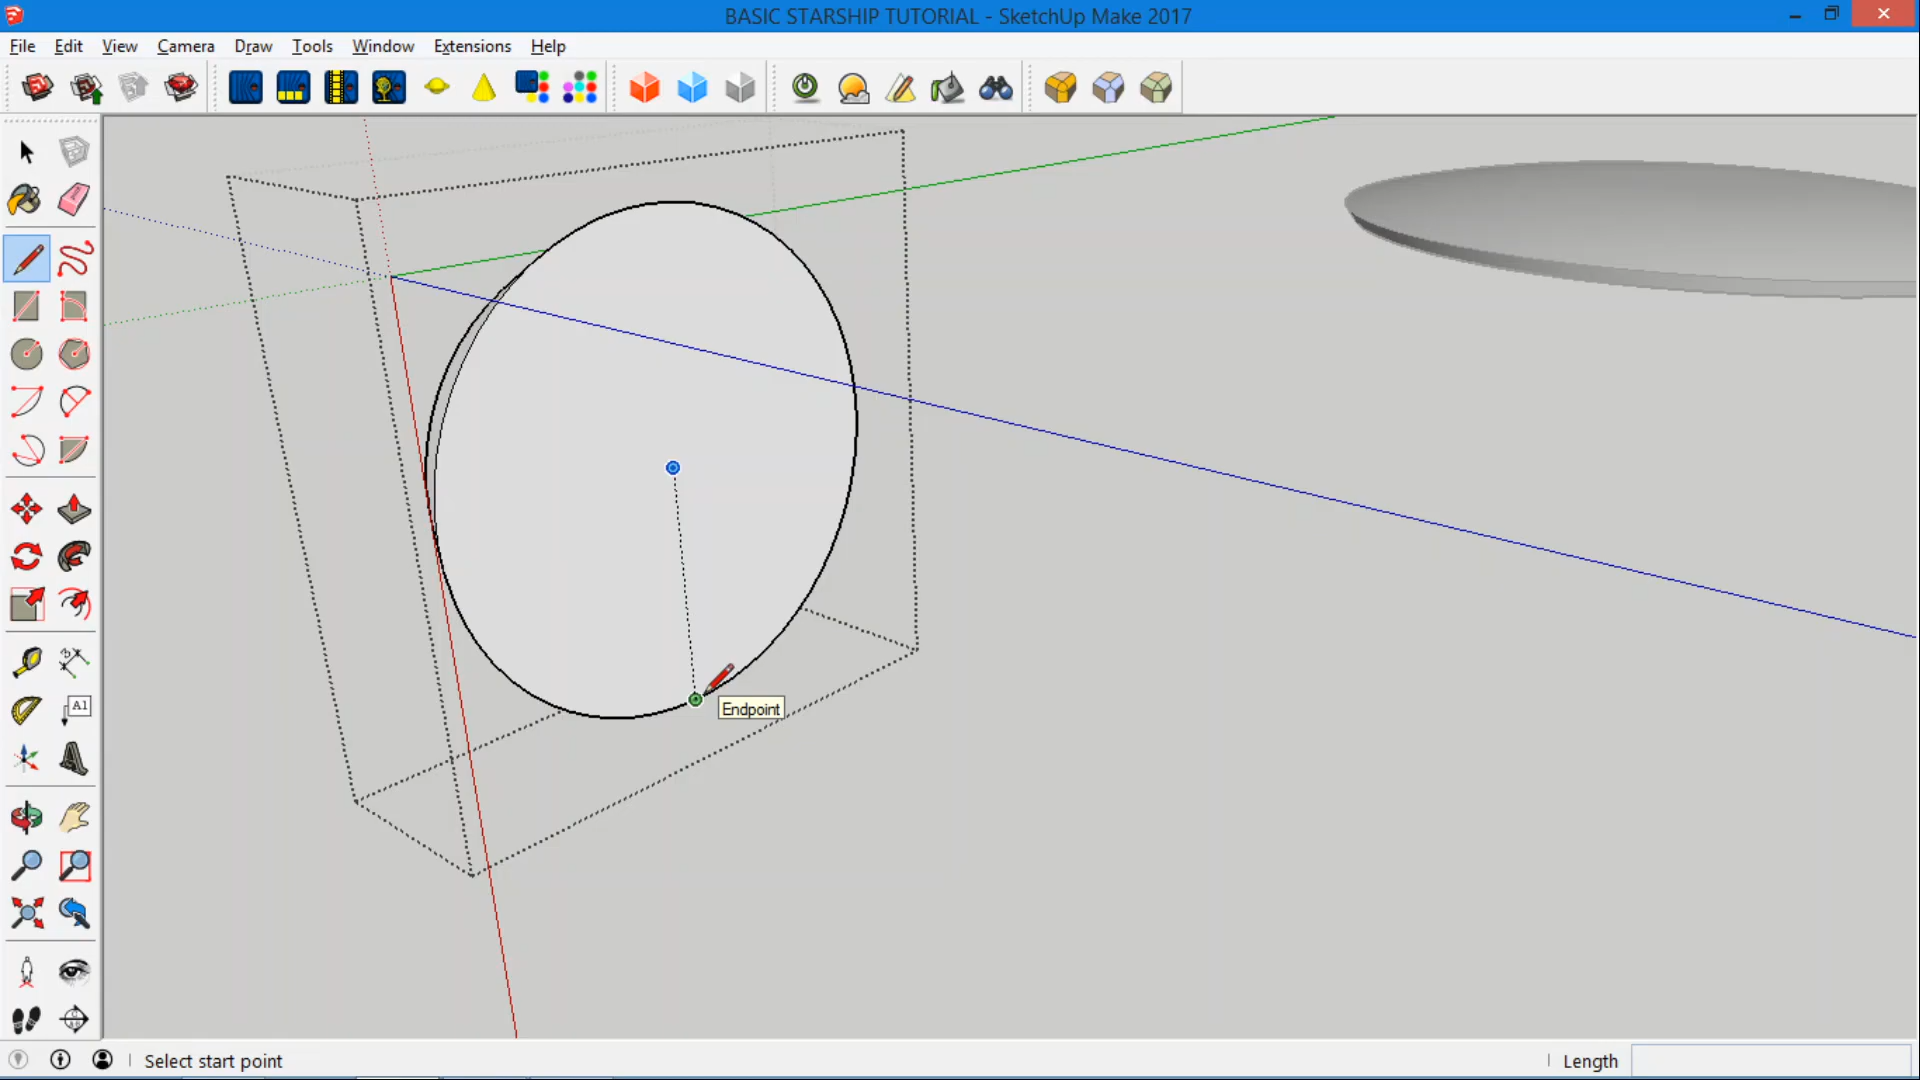 BASIC STARSHIP TUTORIAL - SketchUp Make 2017
File Edit View Camera Draw Tools Window Extensions Help
A1
Endpoint
Select start point
Length